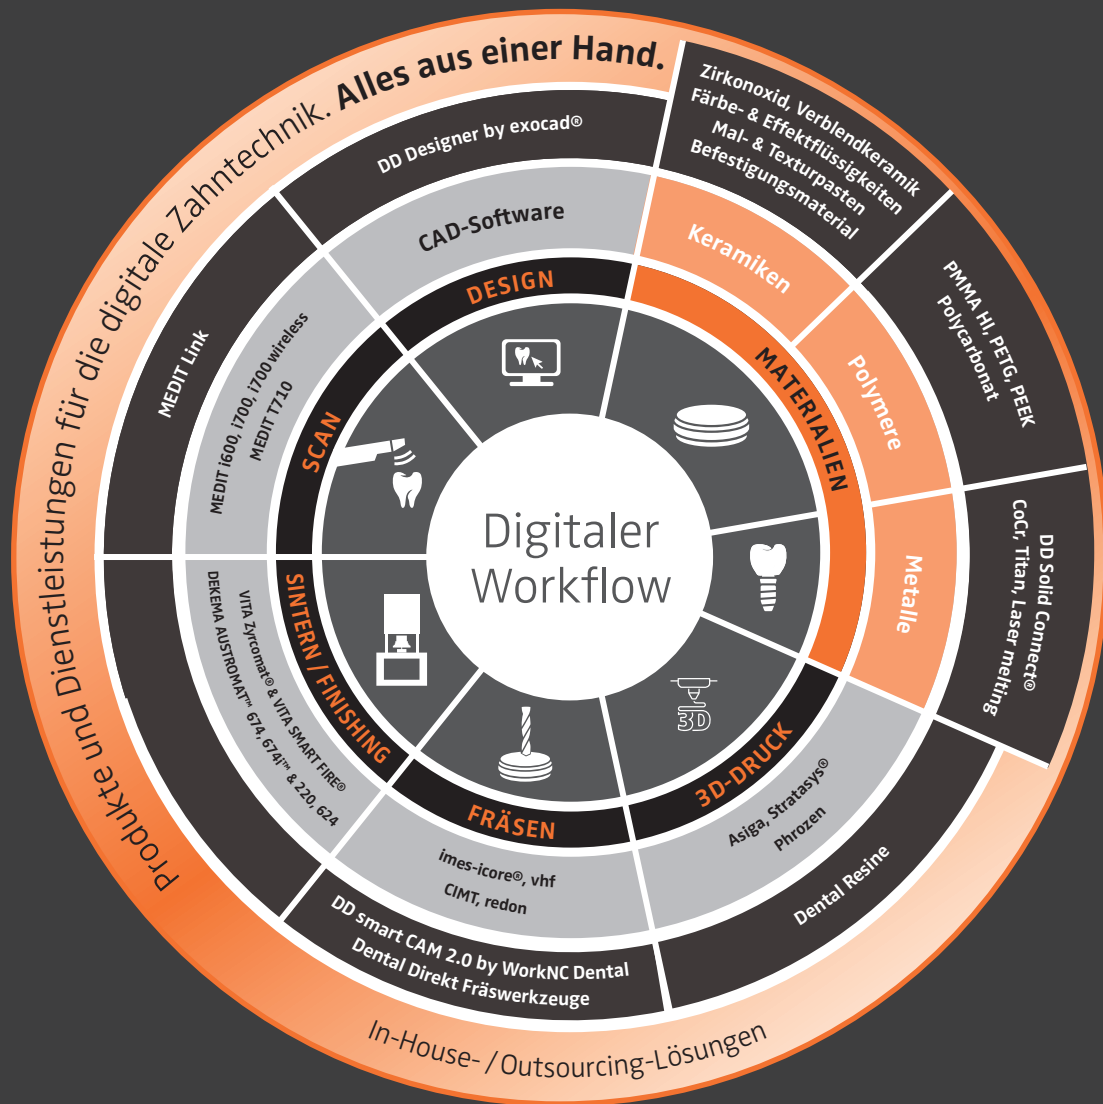 Produkte und Dienstleistungen für die digitale Zahntechnik. Alles aus einer Hand.
Digitaler
Workflow
DESIGN
CAD-Software
DD Designer by exocad®
MATERIALIEN
Keramiken
Zirkonoxid, Verblendkeramik
Färbe- & Effektflüssigkeiten
Mal- & Texturpasten
Befestigungsmaterial
Polymere
PMMA HI, PETG, PEEK
Polycarbonat
Metalle
DD Solid Connect®
CoCr, Titan, Laser melting
3D
3D-DRUCK
Asiga, Stratasys®
Phrozen
Dental Resine
FRÄSEN
imes-icore®, vhf
CIMT, redon
DD smart CAM 2.0 by WorkNC Dental
Dental Direkt Fräswerkzeuge
SINTERN / FINISHING
VITA Zyrcomat® & VITA SMART FIRE®
DEKEMA AUSTROMAT™ 674, 674i™ & 220, 624
SCAN
MEDIT i600, i700, i700 wireless
MEDIT T710
MEDIT Link
In-House- / Outsourcing-Lösungen